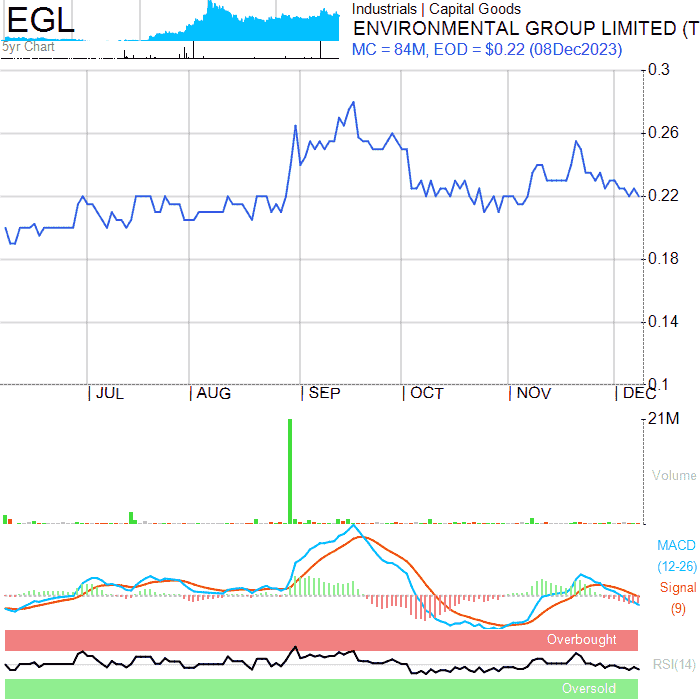 EGL
5yr Chart
Industrials | Capital Goods
ENVIRONMENTAL GROUP LIMITED (T
MC = 84M, EOD = $0.22 (08Dec2023)
0.3
0.26
0.22
0.18
0.14
0.1
JUL AUG SEP OCT NOV DEC
21M
Volume
MACD
(12-26)
Signal
(9)
Overbought
RSI(14)
Oversold